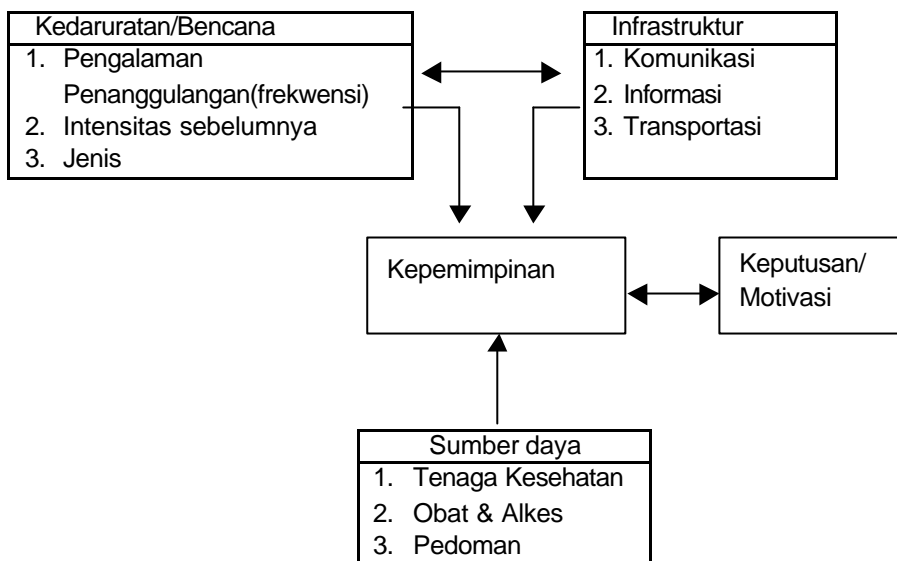 Kedaruratan/Bencana
1. Pengalaman
Penanggulangan(frekwensi)
2. Intensitas sebelumnya
3. Jenis
Infrastruktur
1. Komunikasi
2. Informasi
3. Transportasi
Kepemimpinan
Keputusan/
Motivasi
Sumber daya
1. Tenaga Kesehatan
2. Obat & Alkes
3. Pedoman